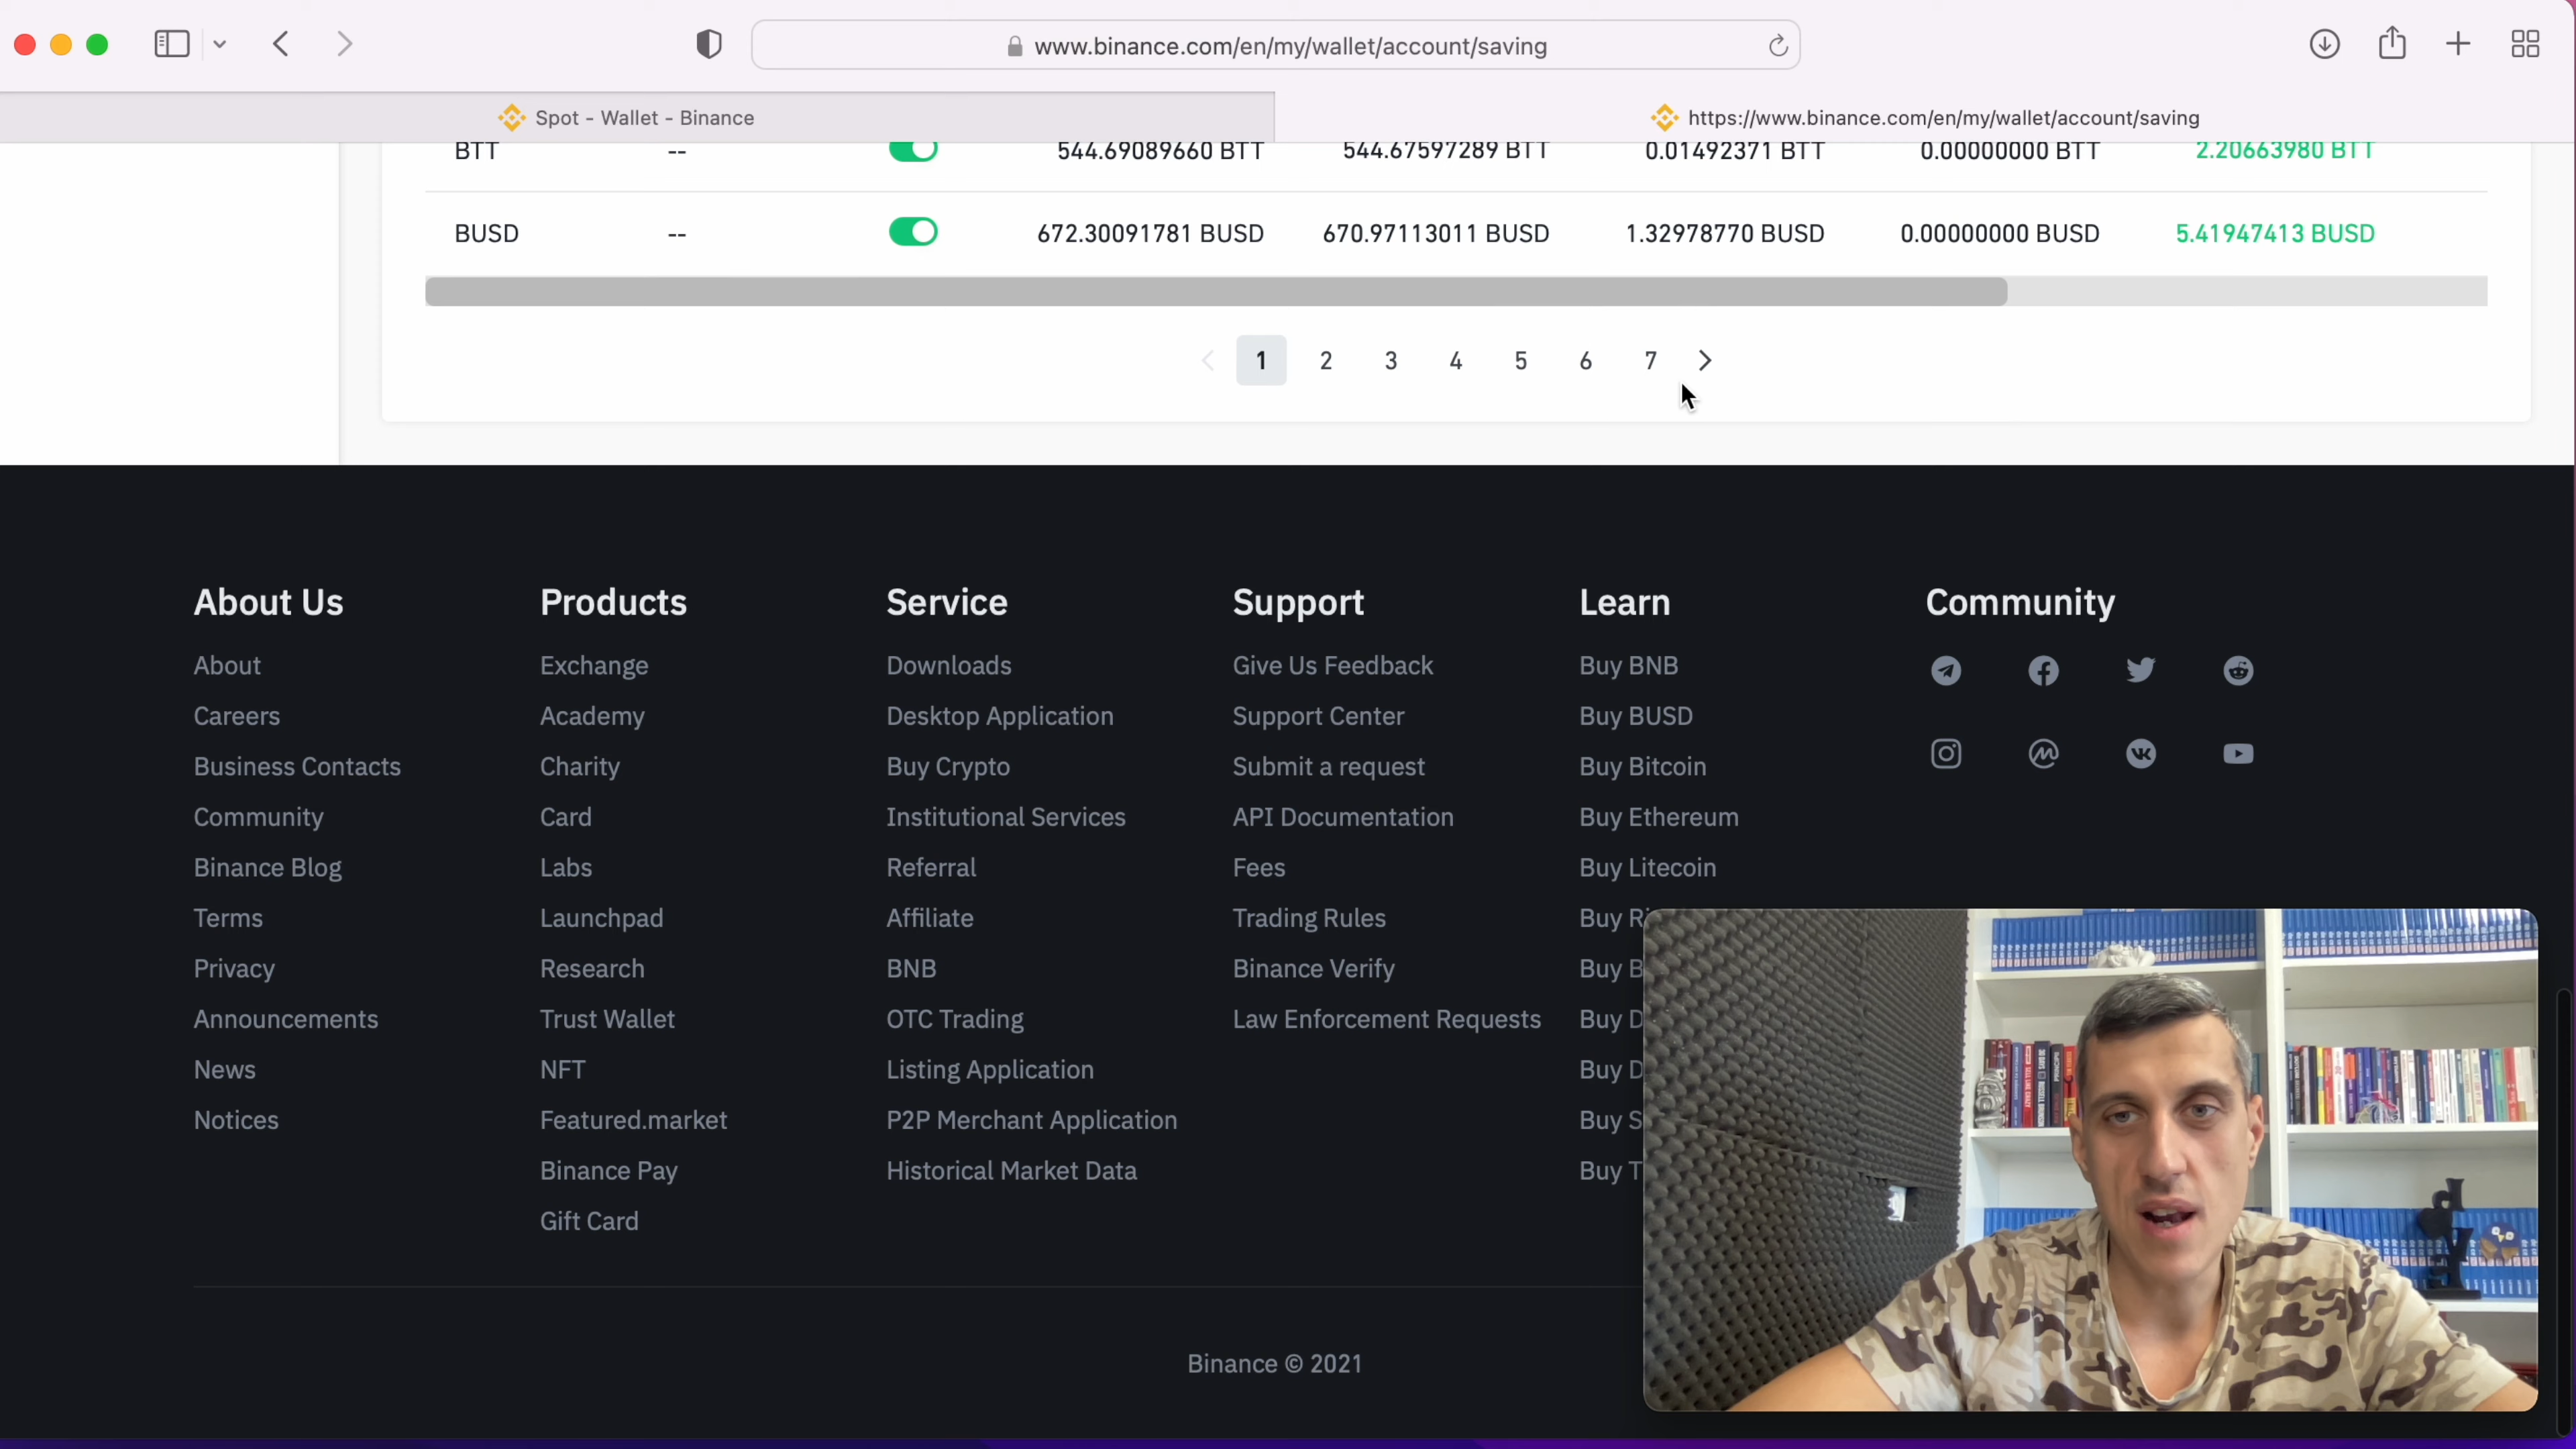 www.binance.com/en/my/wallet/account/saving
Spot - Wallet - Binance
https://www.binance.com/en/my/wallet/account/saving
BTT -- 544.69089660 BTT 544.67597289 BTT 0.01492371 BTT 0.00000000 BTT 2.20663980 BTT
BUSD -- 672.30091781 BUSD 670.97113011 BUSD 1.32978770 BUSD 0.00000000 BUSD 5.41947413 BUSD
1 2 3 4 5 6 7
About Us
About
Careers
Business Contacts
Community
Binance Blog
Terms
Privacy
Announcements
News
Notices
Products
Exchange
Academy
Charity
Card
Labs
Launchpad
Research
Trust Wallet
NFT
Featured.market
Binance Pay
Gift Card
Service
Downloads
Desktop Application
Buy Crypto
Institutional Services
Referral
Affiliate
BNB
OTC Trading
Listing Application
P2P Merchant Application
Historical Market Data
Support
Give Us Feedback
Support Center
Submit a request
API Documentation
Fees
Trading Rules
Binance Verify
Law Enforcement Requests
Learn
Buy BNB
Buy BUSD
Buy Bitcoin
Buy Ethereum
Buy Litecoin
Buy
Buy
Buy
Buy
Buy
Buy
Community
Binance © 2021